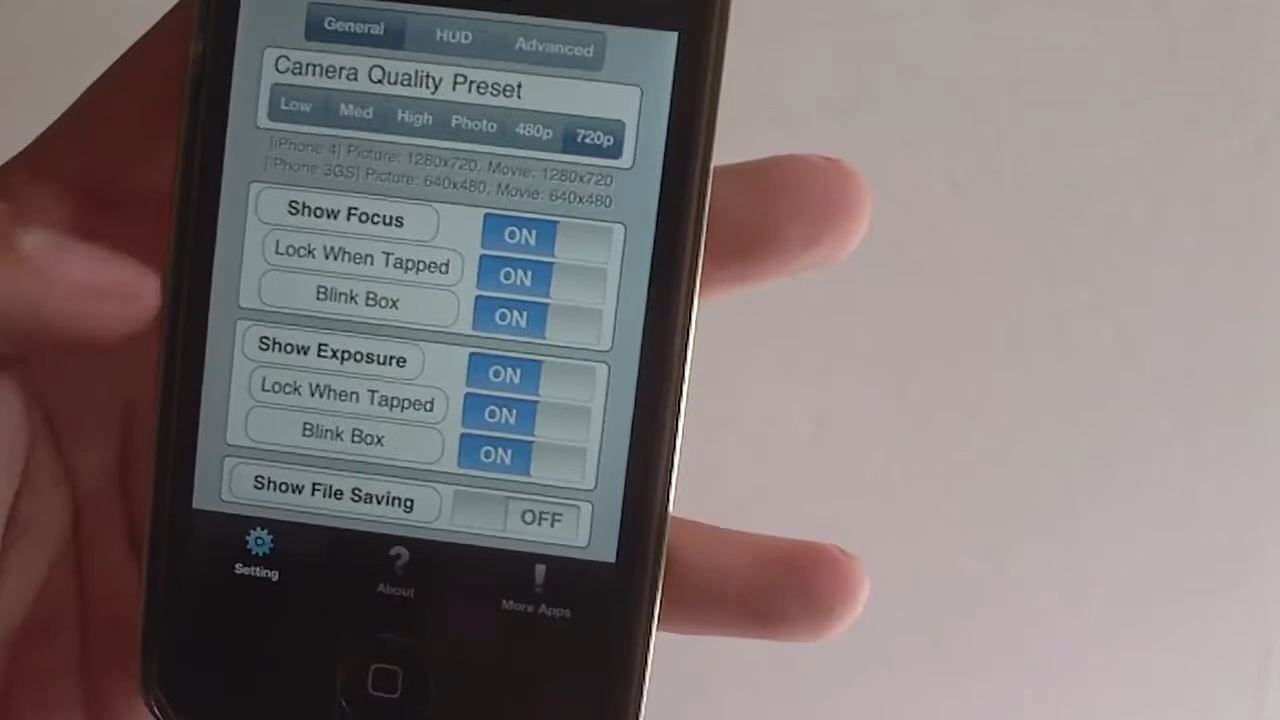 General HUD Advanced
Camera Quality Preset
Low Med High Photo 480p 720p
[iPhone 4] Picture: 1280x720, Movie: 1280x720
[iPhone 3GS] Picture: 640x480, Movie: 640x480
Show Focus ON
Lock When Tapped ON
Blink Box ON
Show Exposure ON
Lock When Tapped ON
Blink Box ON
Show File Saving OFF
Setting About More Apps